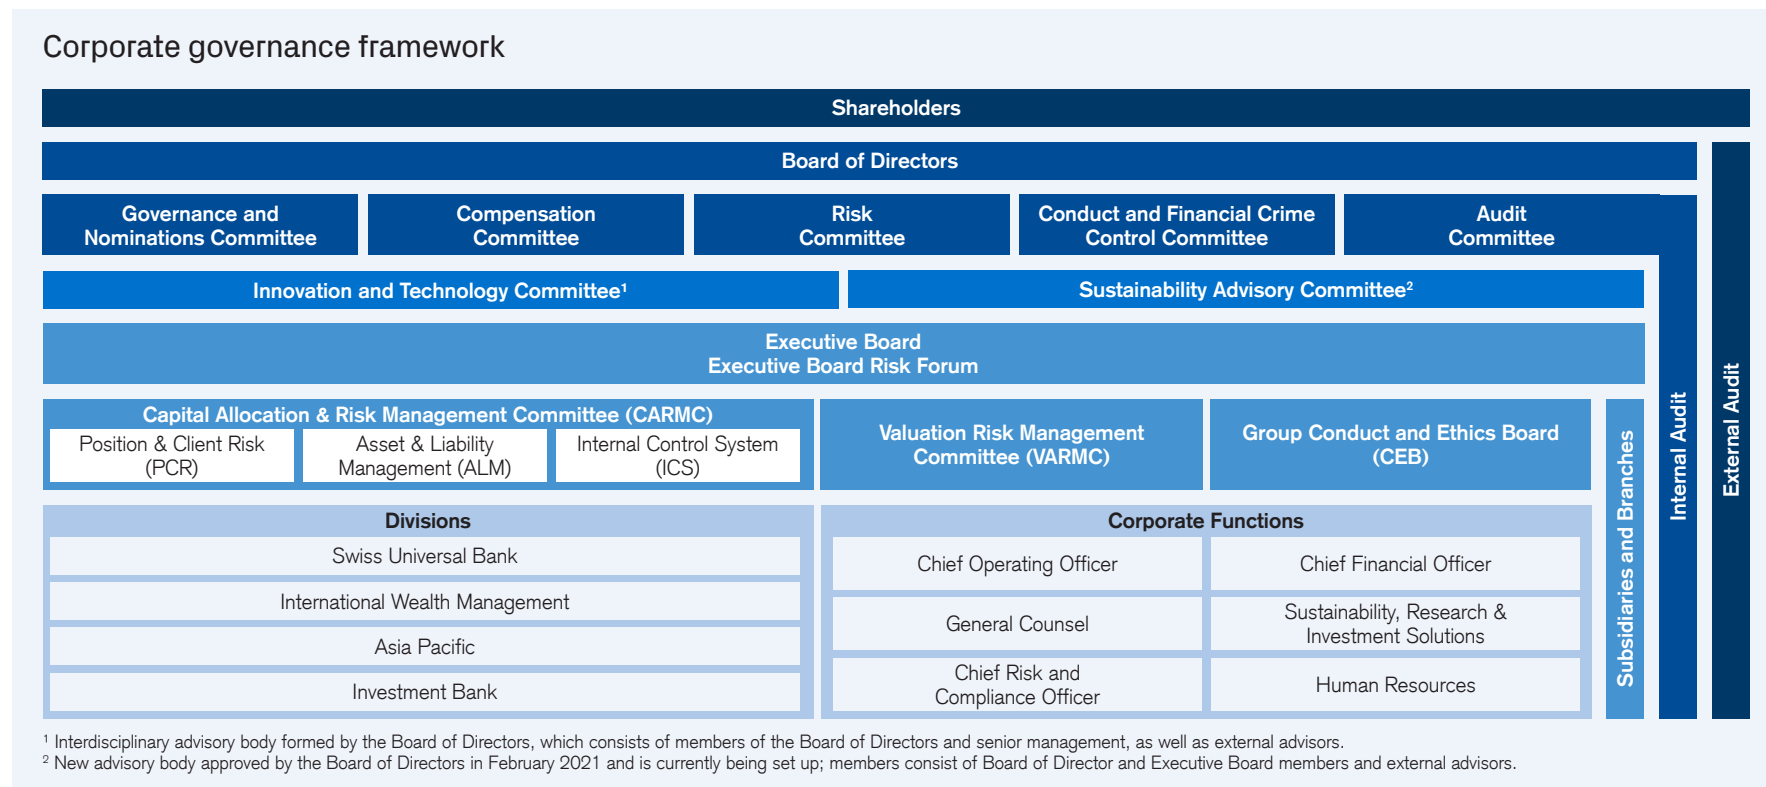 Corporate governance framework
Shareholders
Board of Directors
Governance and
Nominations Committee
Compensation
Committee
Risk
Committee
Conduct and Financial Crime
Control Committee
Audit
Committee
Innovation and Technology Committee¹
Sustainability Advisory Committee²
Executive Board
Executive Board Risk Forum
Capital Allocation & Risk Management Committee (CARMC)
Position & Client Risk
(PCR)
Asset & Liability
Management (ALM)
Internal Control System
(ICS)
Valuation Risk Management
Committee (VARMC)
Group Conduct and Ethics Board
(CEB)
Divisions
Swiss Universal Bank
International Wealth Management
Asia Pacific
Investment Bank
Corporate Functions
Chief Operating Officer
Chief Financial Officer
General Counsel
Sustainability, Research &
Investment Solutions
Chief Risk and
Compliance Officer
Human Resources
Subsidiaries and Branches
Internal Audit
External Audit
¹ Interdisciplinary advisory body formed by the Board of Directors, which consists of members of the Board of Directors and senior management, as well as external advisors.
² New advisory body approved by the Board of Directors in February 2021 and is currently being set up; members consist of Board of Director and Executive Board members and external advisors.